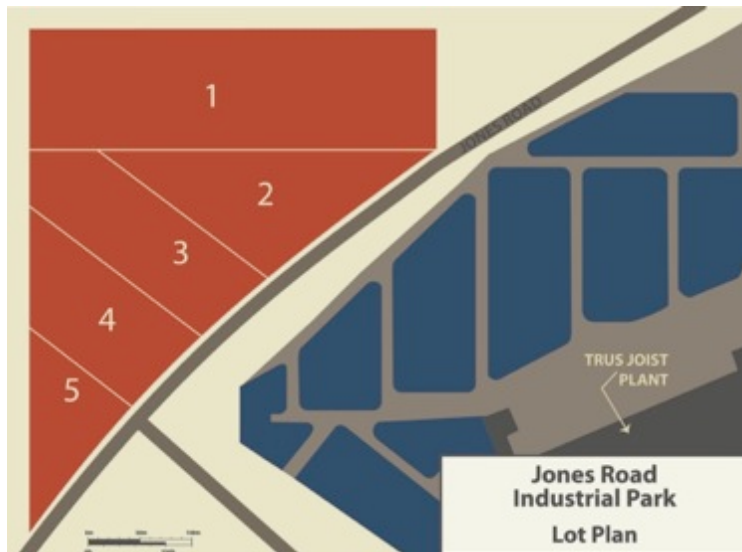 1
JONES ROAD
2
3
4
5
TRUS JOIST
PLANT
Jones Road
Industrial Park
Lot Plan